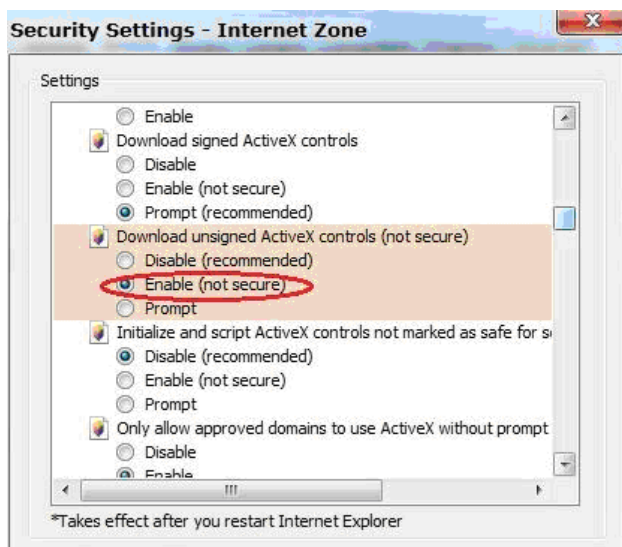 Security Settings - Internet Zone
Settings
Enable
Download signed ActiveX controls
Disable
Enable (not secure)
Prompt (recommended)
Download unsigned ActiveX controls (not secure)
Disable (recommended)
Enable (not secure)
Prompt
Initialize and script ActiveX controls not marked as safe for s
Disable (recommended)
Enable (not secure)
Prompt
Only allow approved domains to use ActiveX without prompt
Disable
Enable
*Takes effect after you restart Internet Explorer